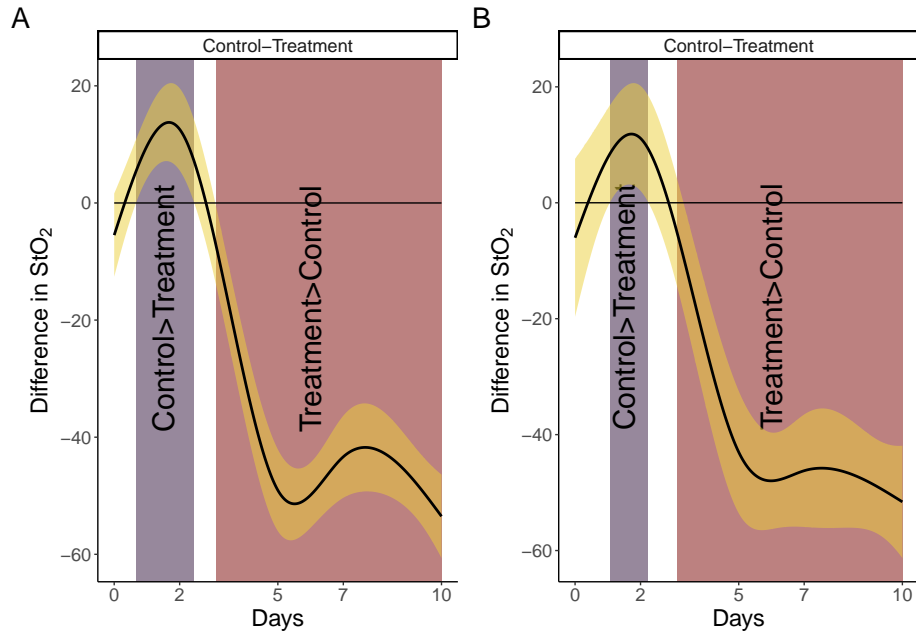 A
Control−Treatment
Difference in StO2
20
0
−20
−40
−60
Control>Treatment
Treatment>Control
0
2
5
7
10
Days
B
Control−Treatment
Difference in StO2
20
0
−20
−40
−60
Control>Treatment
Treatment>Control
0
2
5
7
10
Days